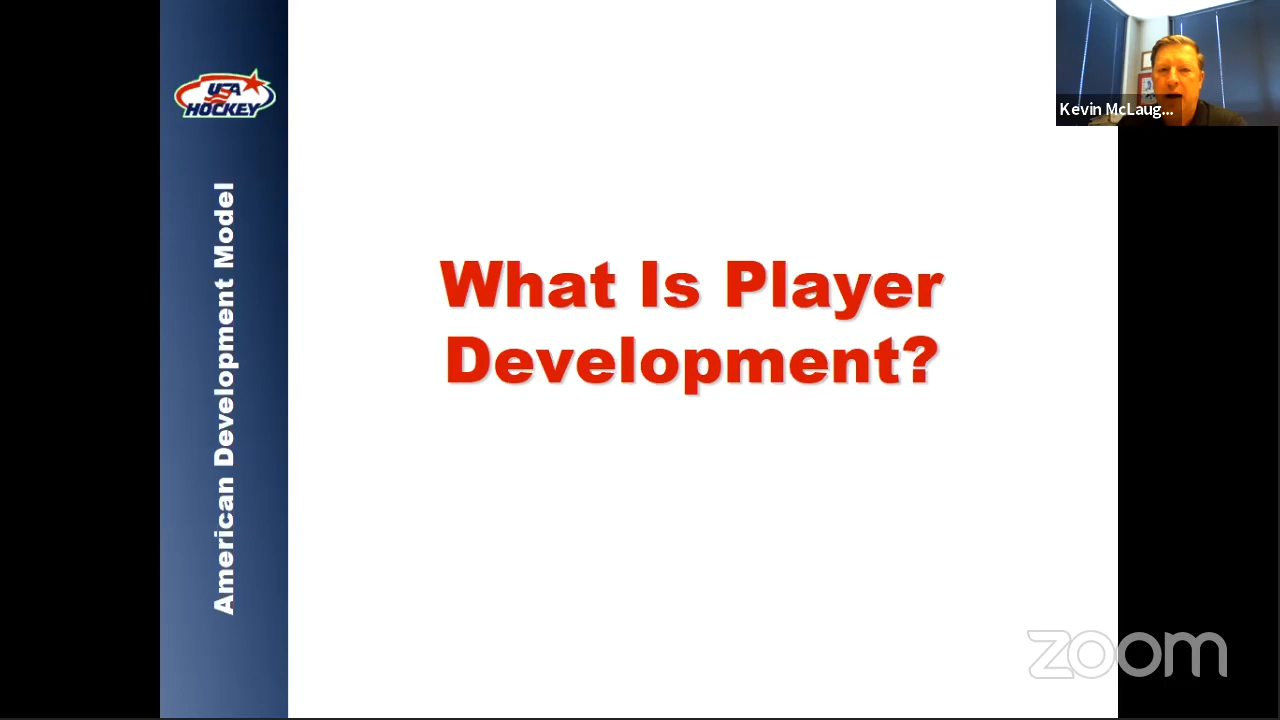 USA
HOCKEY
American Development Model
What Is Player
Development?
Kevin McLaug...
zoom